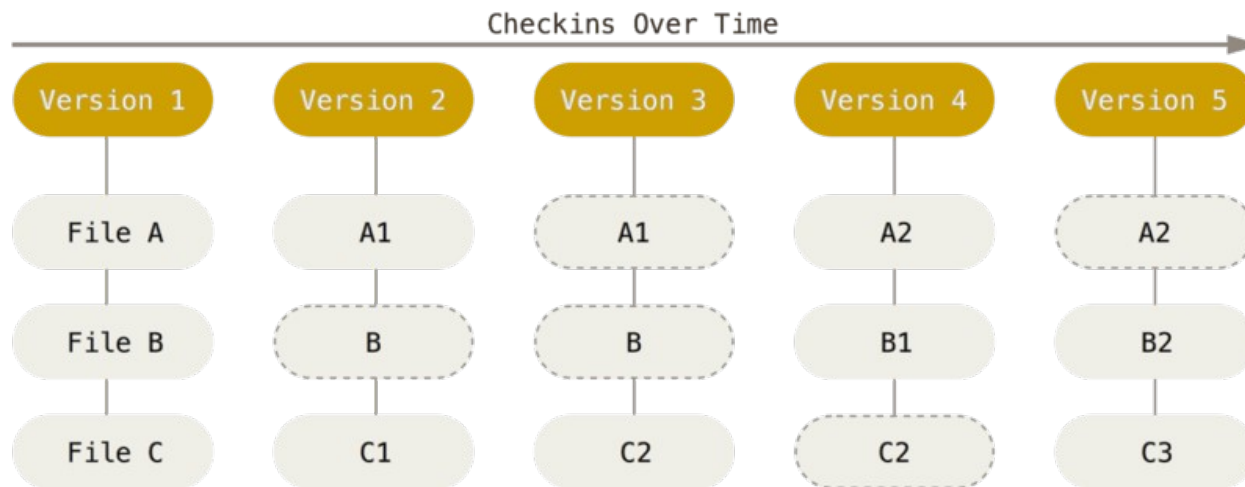 Checkins Over Time
Version 1 Version 2 Version 3 Version 4 Version 5
File A A1 A1 A2 A2
File B B B B1 B2
File C C1 C2 C2 C3